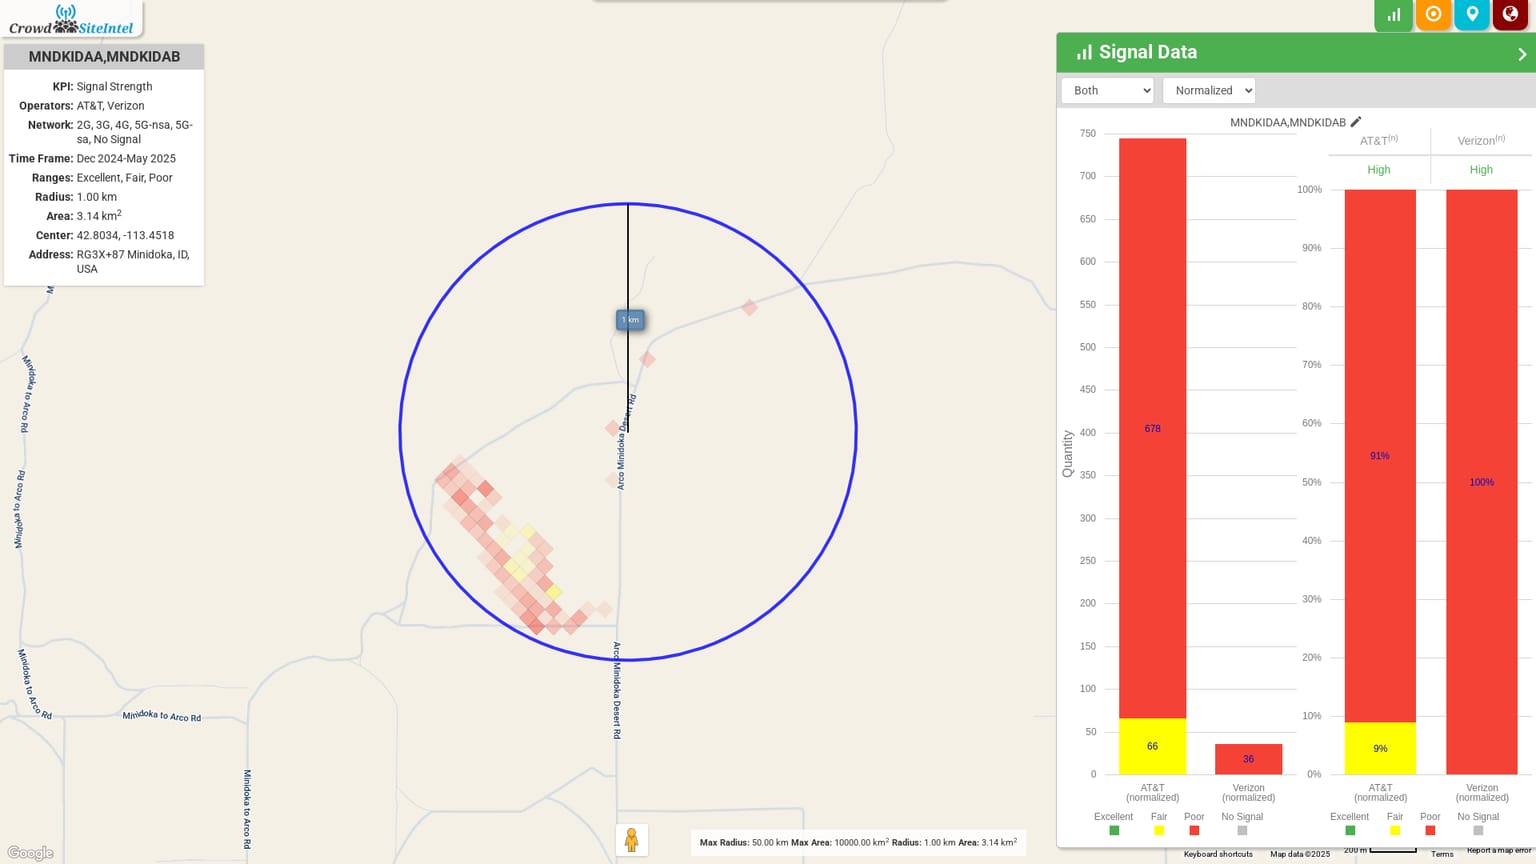 CrowdSiteIntel
MNDKIDAA,MNDKIDAB
KPI: Signal Strength
Operators: AT&T, Verizon
Network: 2G, 3G, 4G, 5G-nsa, 5G-
sa, No Signal
Time Frame: Dec 2024-May 2025
Ranges: Excellent, Fair, Poor
Radius: 1.00 km
Area: 3.14 km2
Center: 42.8034, -113.4518
Address: RG3X+87 Minidoka, ID,
USA
Minidoka to Arco Rd
Minidoka to Arco Rd
Minidoka to Arco Rd
Minidoka to Arco Rd
Minidoka to Arco Rd
1 km
Arco Minidoka Desert Rd
Arco Minidoka Desert Rd
Google
Max Radius: 50.00 km Max Area: 10000.00 km2 Radius: 1.00 km Area: 3.14 km2
Signal Data
Both
Normalized
MNDKIDAA,MNDKIDAB
Quantity
750
700
650
600
550
500
450
400
350
300
250
200
150
100
50
0
678
66
36
AT&T
(normalized)
Verizon
(normalized)
Excellent
Fair
Poor
No Signal
AT&T(n)
Verizon(n)
High
High
100%
90%
80%
70%
60%
50%
40%
30%
20%
10%
0%
91%
100%
9%
AT&T
(normalized)
Verizon
(normalized)
Excellent
Fair
Poor
No Signal
Keyboard shortcuts
Map data ©2025
200 m
Terms
Report a map error